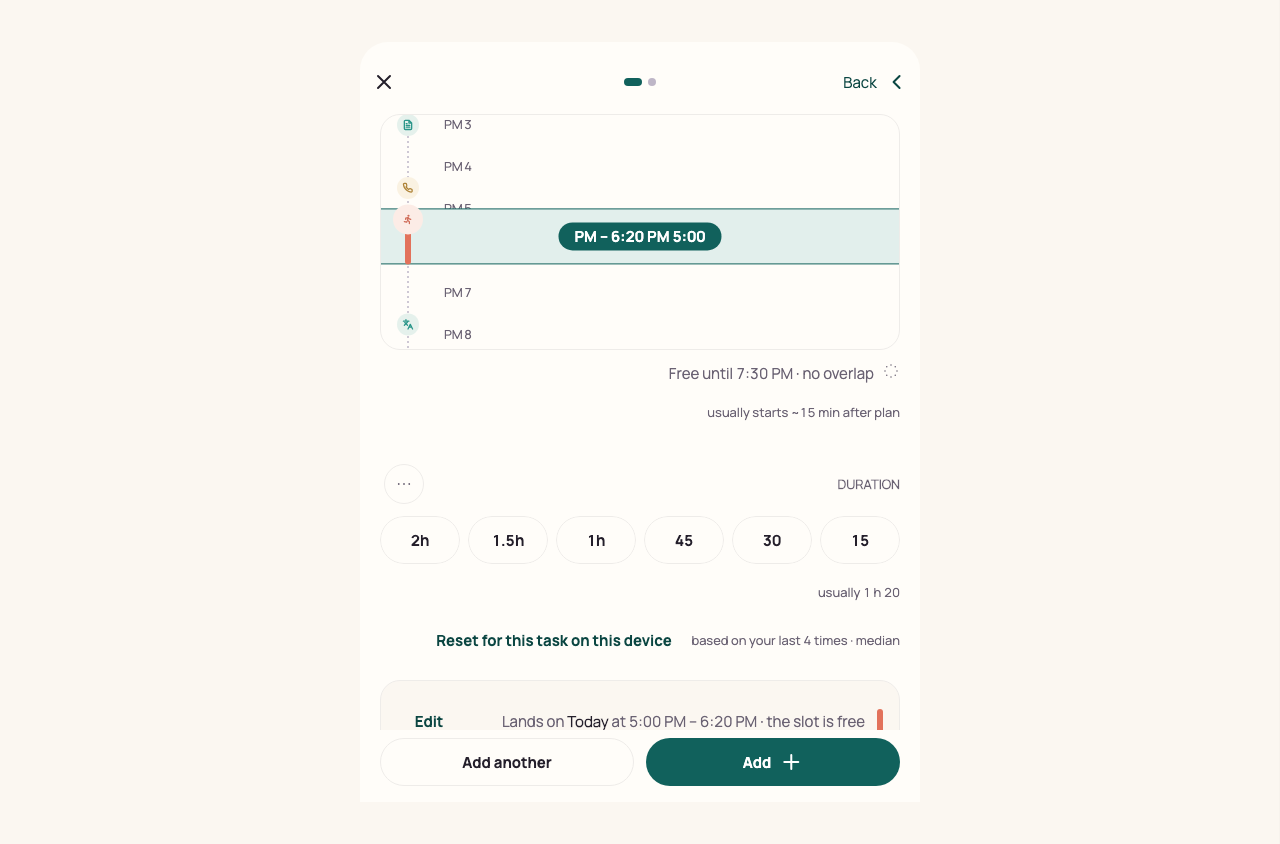 Back
PM 3
PM 4
PM 5
PM – 6:20 PM 5:00
PM 7
PM 8
Free until 7:30 PM · no overlap
usually starts ~15 min after plan
...
DURATION
2h 1.5h 1h 45 30 15
usually 1 h 20
Reset for this task on this device based on your last 4 times · median
Edit Lands on Today at 5:00 PM – 6:20 PM · the slot is free
Add another Add